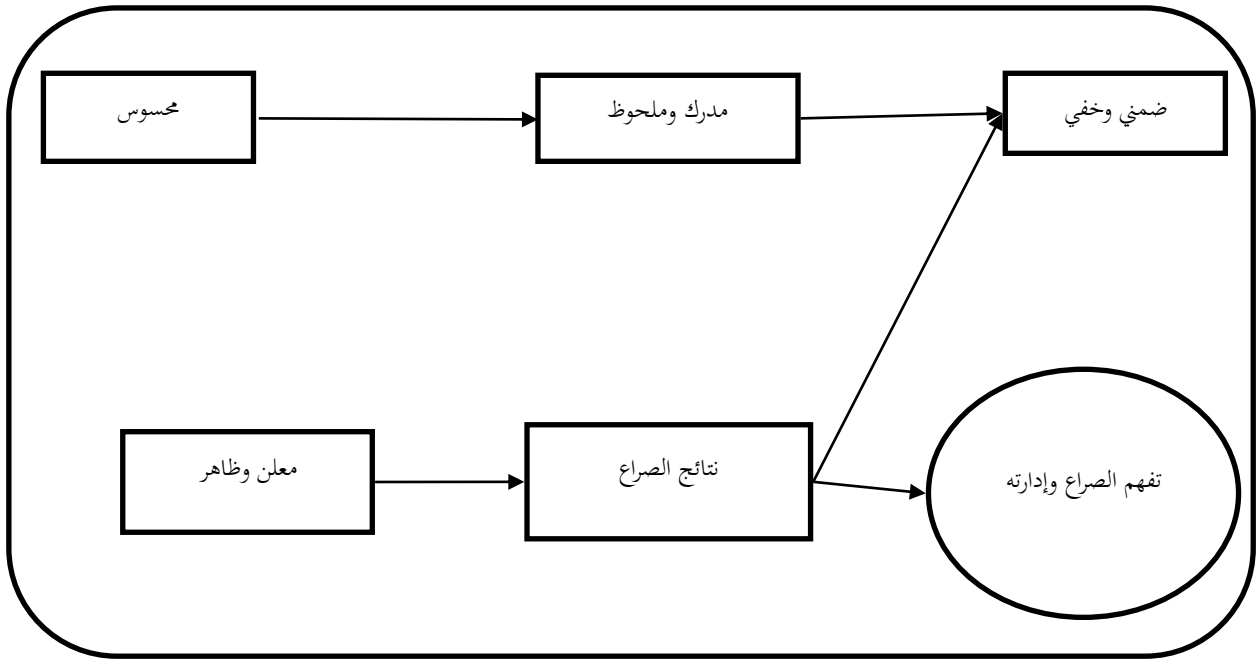 ضمني وخفي
مدرك وملحوظ
محسوس
تفهم الصراع وإدارته
نتائج الصراع
معلن وظاهر